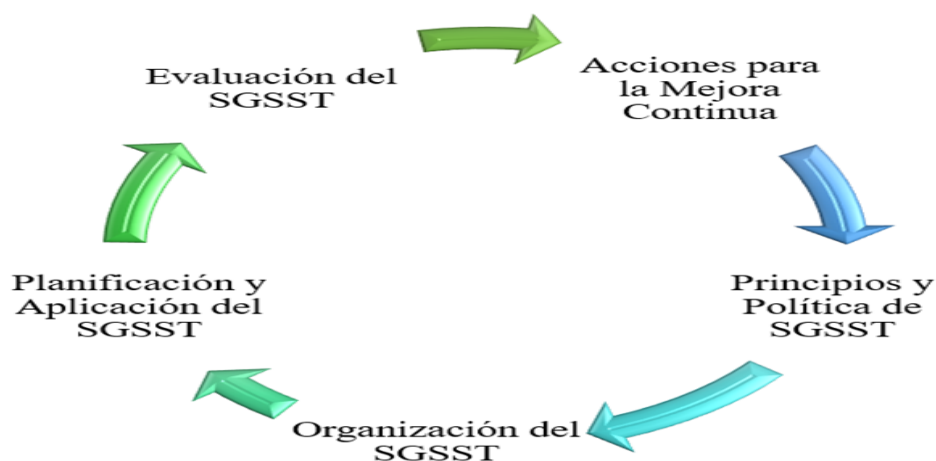 Evaluación del
SGSST
Acciones para
la Mejora
Continua
Principios y
Política de
SGSST
Organización del
SGSST
Planificación y
Aplicación del
SGSST